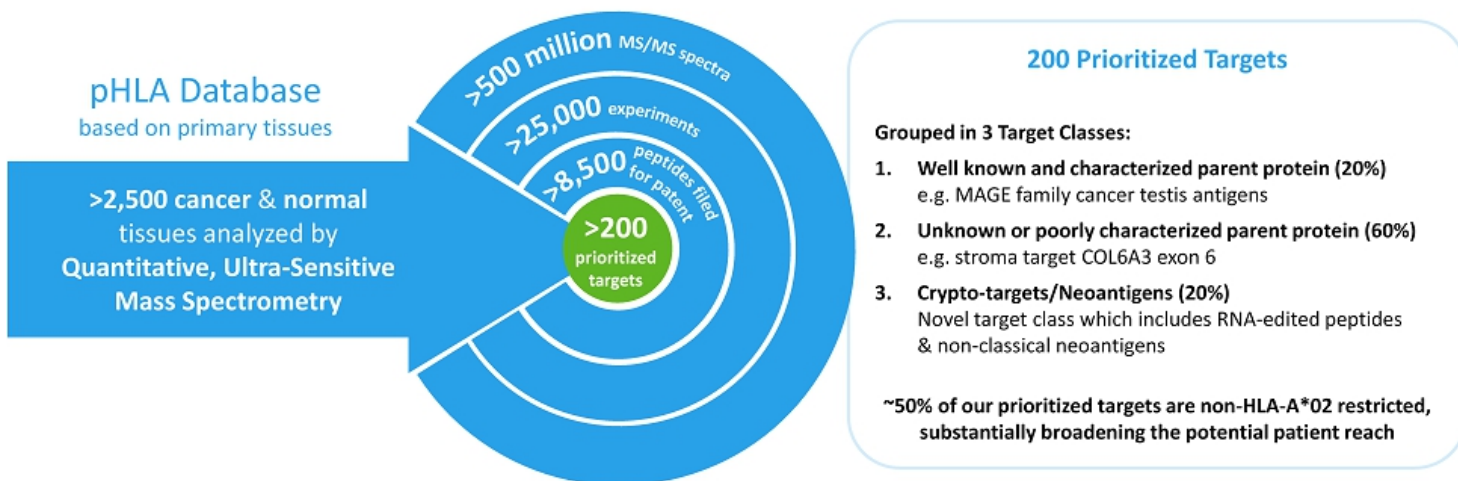 pHLA Database
based on primary tissues
>2,500 cancer & normal
tissues analyzed by
Quantitative, Ultra-Sensitive
Mass Spectrometry
>500 million MS/MS spectra
>25,000 experiments
>8,500 peptides filed
for patent
>200
prioritized
targets
200 Prioritized Targets
Grouped in 3 Target Classes:
1. Well known and characterized parent protein (20%)
e.g. MAGE family cancer testis antigens
2. Unknown or poorly characterized parent protein (60%)
e.g. stroma target COL6A3 exon 6
3. Crypto-targets/Neoantigens (20%)
Novel target class which includes RNA-edited peptides
& non-classical neoantigens
~50% of our prioritized targets are non-HLA-A*02 restricted,
substantially broadening the potential patient reach